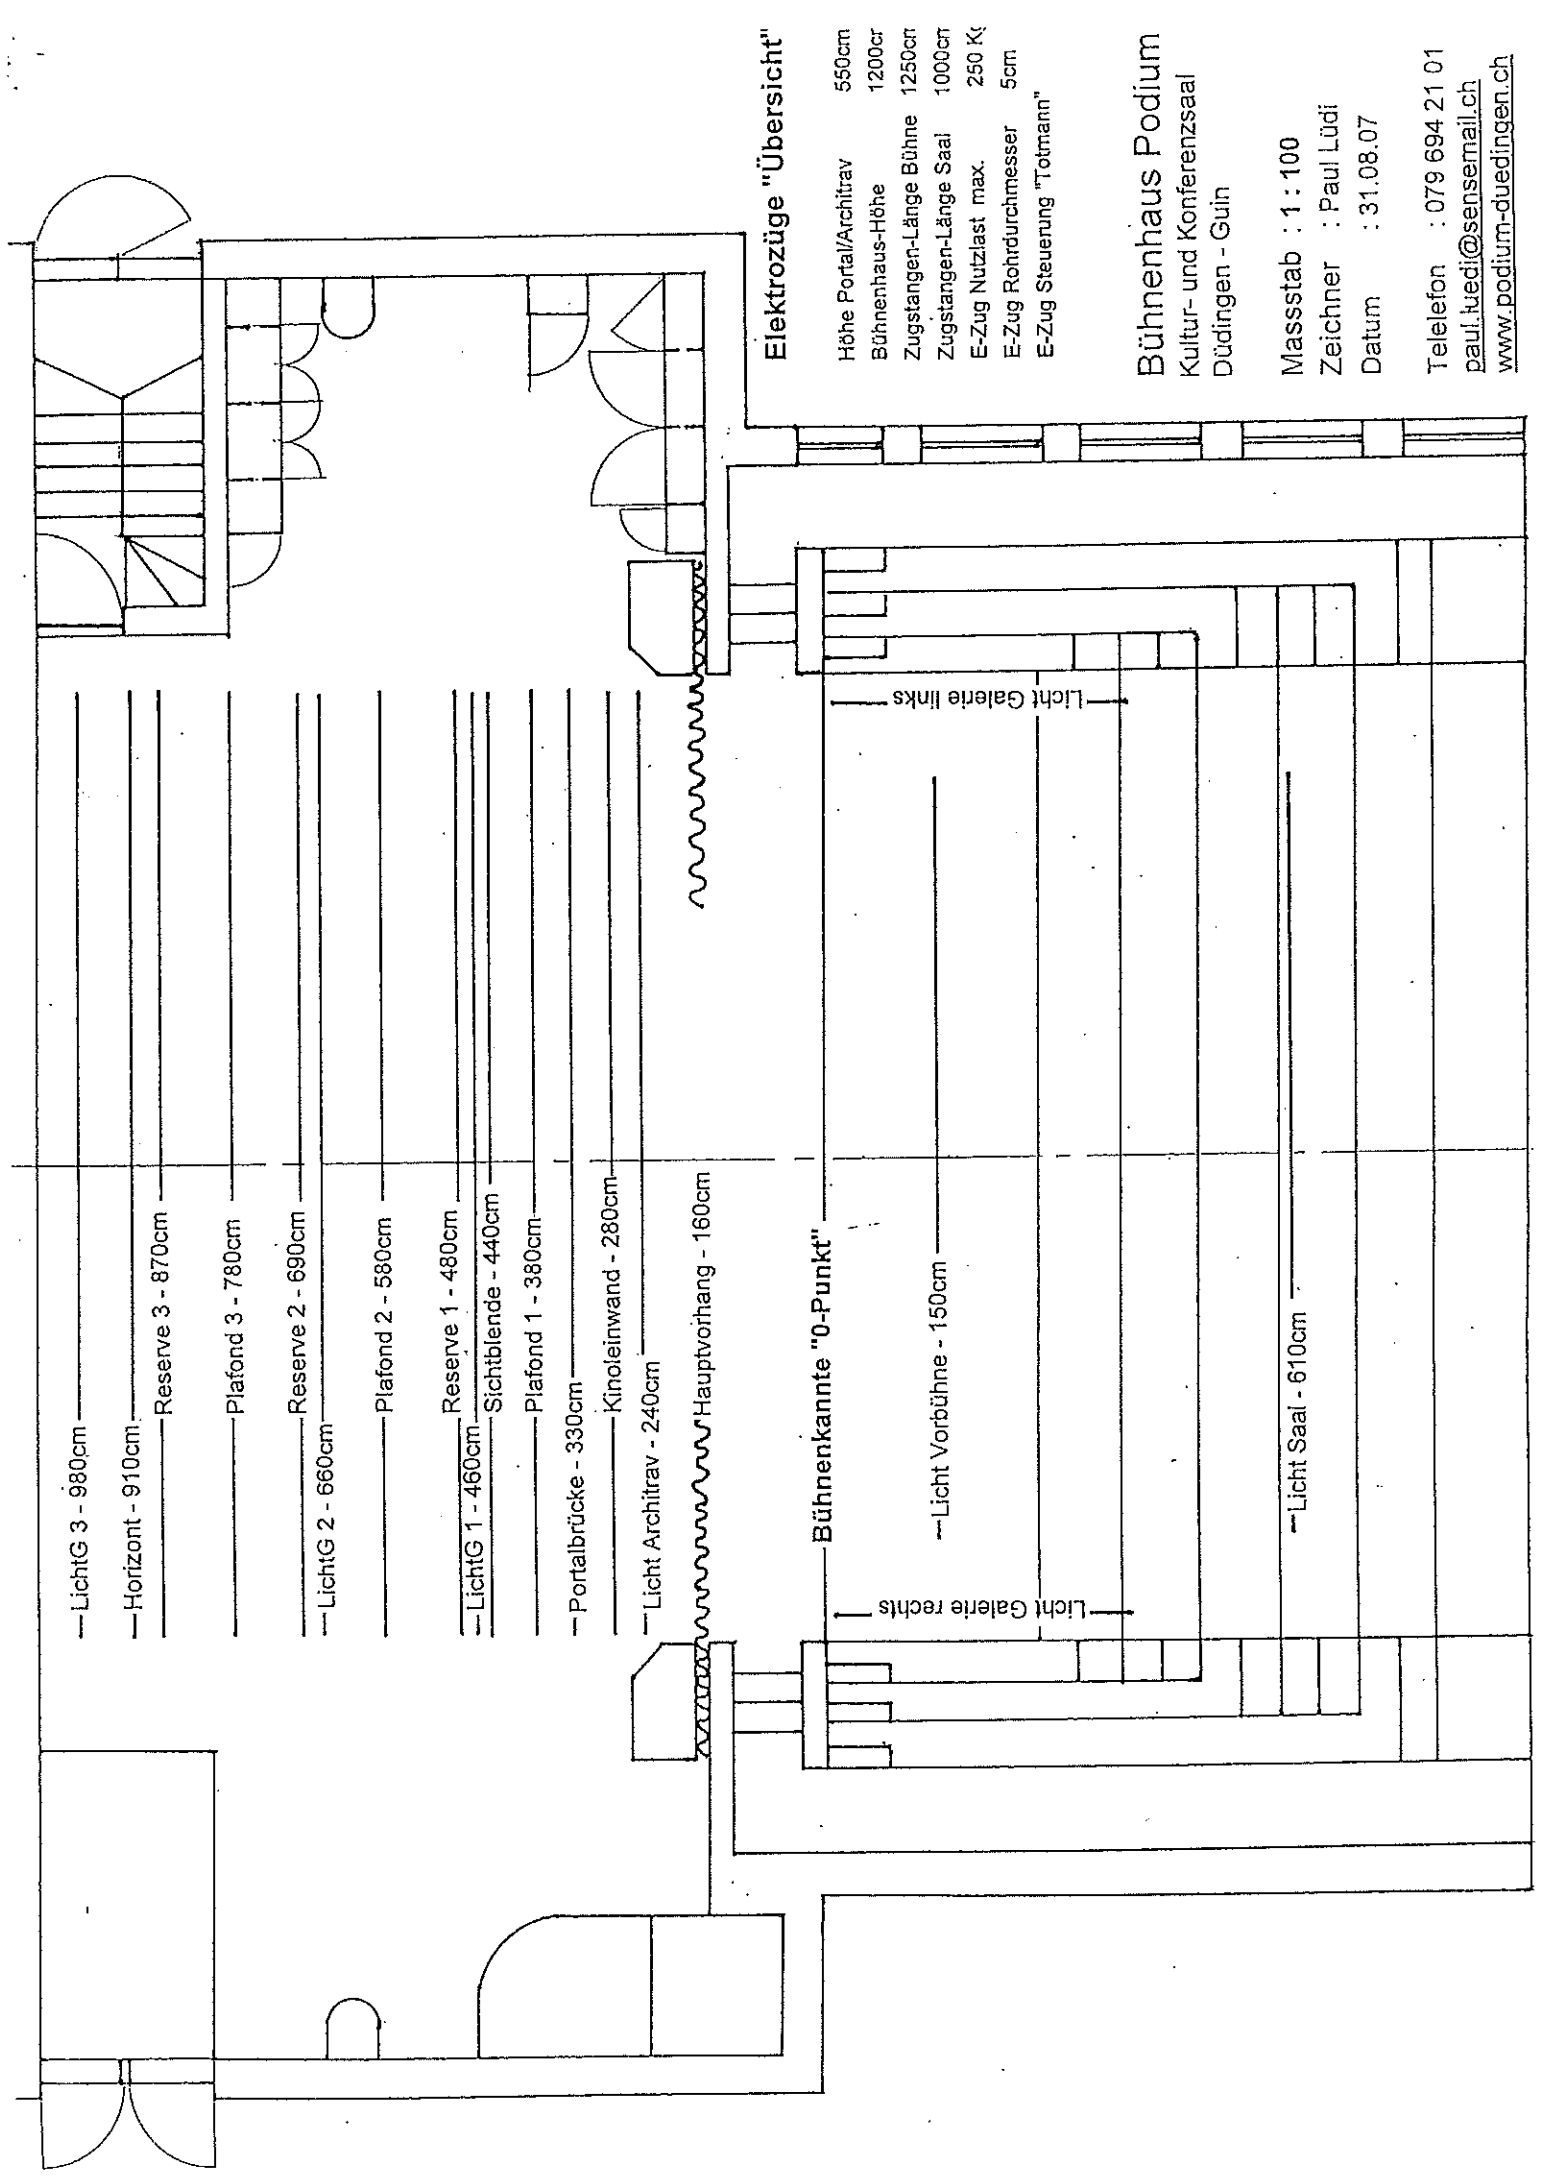 LichtG 3 - 980cm
Horizont - 910cm
Reserve 3 - 870cm
Plafond 3 - 780cm
Reserve 2 - 690cm
LichtG 2 - 660cm
Plafond 2 - 580cm
Reserve 1 - 480cm
LichtG 1 - 460cm
Sichtblende - 440cm
Plafond 1 - 380cm
Portalbrücke - 330cm
Kinoleinwand - 280cm
Licht Architrav - 240cm
Hauptvorhang - 160cm
Bühnenkannte "0-Punkt"
Licht Vorbühne - 150cm
Licht Saal - 610cm
Licht Galerie rechts
Licht Galerie links
Elektrozüge "Übersicht"
Höhe Portal/Architrav 550cm
Bühnenhaus-Höhe 1200cr
Zugstangen-Länge Bühne 1250cm
Zugstangen-Länge Saal 1000cm
E-Zug Nutzlast max. 250 Kg
E-Zug Rohrdurchmesser 5cm
E-Zug Steuerung "Totmann"
Bühnenhaus Podium
Kultur- und Konferenzsaal
Düdingen - Guin
Massstab : 1 : 100
Zeichner : Paul Lüdi
Datum : 31.08.07
Telelefon : 079 694 21 01
paul.luedi@sensemail.ch
www.podium-duedingen.ch